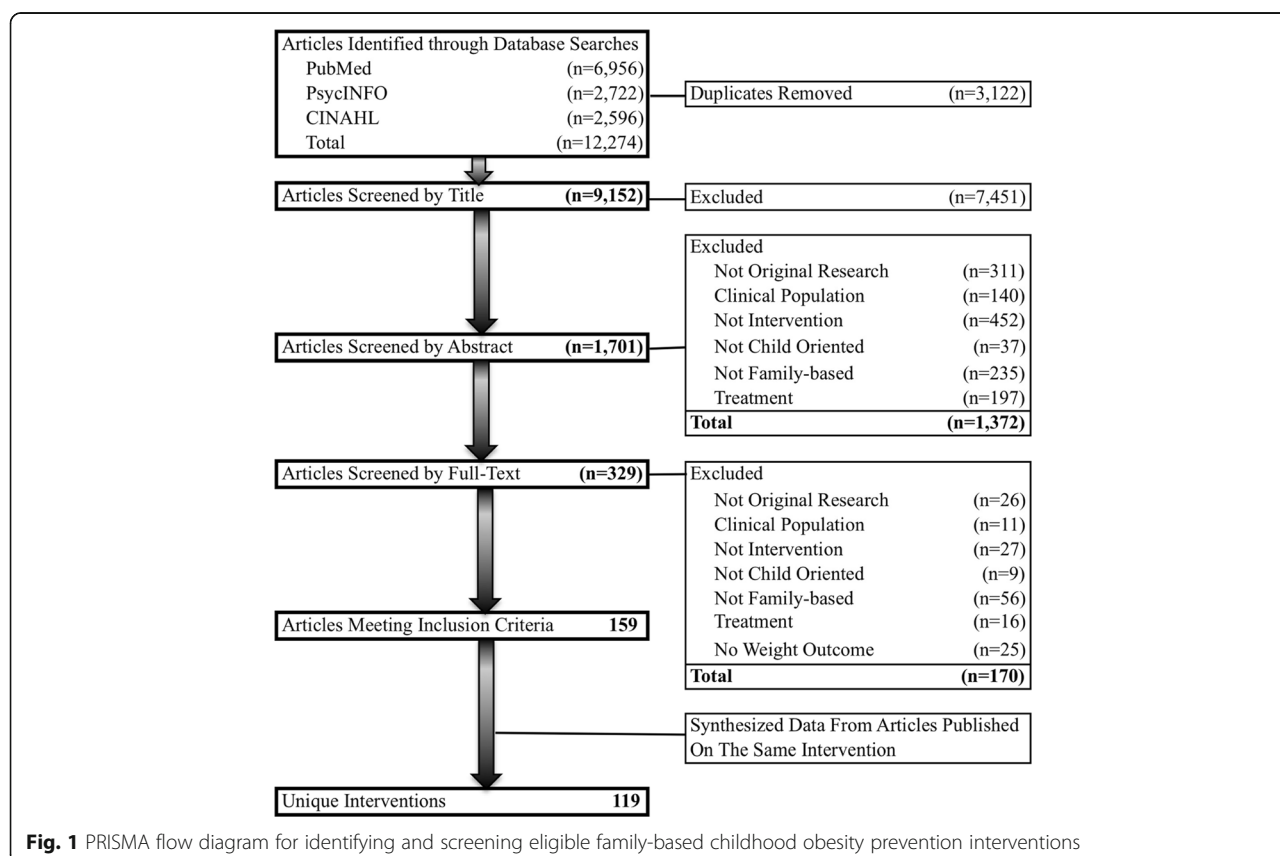 Articles Identified through Database Searches
PubMed (n=6,956)
PsycINFO (n=2,722)
CINAHL (n=2,596)
Total (n=12,274)
Duplicates Removed (n=3,122)
Articles Screened by Title (n=9,152)
Excluded (n=7,451)
Articles Screened by Abstract (n=1,701)
Excluded
Not Original Research (n=311)
Clinical Population (n=140)
Not Intervention (n=452)
Not Child Oriented (n=37)
Not Family-based (n=235)
Treatment (n=197)
Total (n=1,372)
Articles Screened by Full-Text (n=329)
Excluded
Not Original Research (n=26)
Clinical Population (n=11)
Not Intervention (n=27)
Not Child Oriented (n=9)
Not Family-based (n=56)
Treatment (n=16)
No Weight Outcome (n=25)
Total (n=170)
Articles Meeting Inclusion Criteria 159
Synthesized Data From Articles Published
On The Same Intervention
Unique Interventions 119
Fig. 1 PRISMA flow diagram for identifying and screening eligible family-based childhood obesity prevention interventions